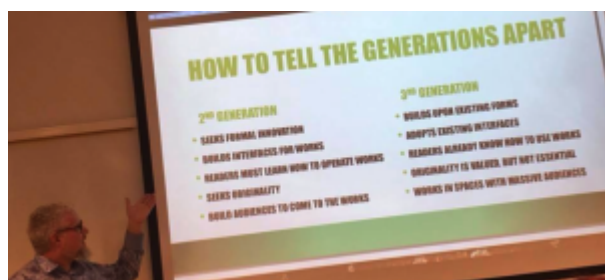 HOW TO TELL THE GENERATIONS APART
2ND GENERATION
• SEEKS FORMAL INNOVATION
• BUILDS INTERFACES FOR WORKS
• READERS MUST LEARN HOW TO OPERATE WORKS
• SEEKS ORIGINALITY
• BUILD AUDIENCES TO COME TO THE WORKS
3RD GENERATION
• BUILDS UPON EXISTING FORMS
• ADOPTS EXISTING INTERFACES
• READERS ALREADY KNOW HOW TO USE WORKS
• ORIGINALITY IS VALUED, BUT NOT ESSENTIAL
• WORKS IN SPACES WITH MASSIVE AUDIENCES